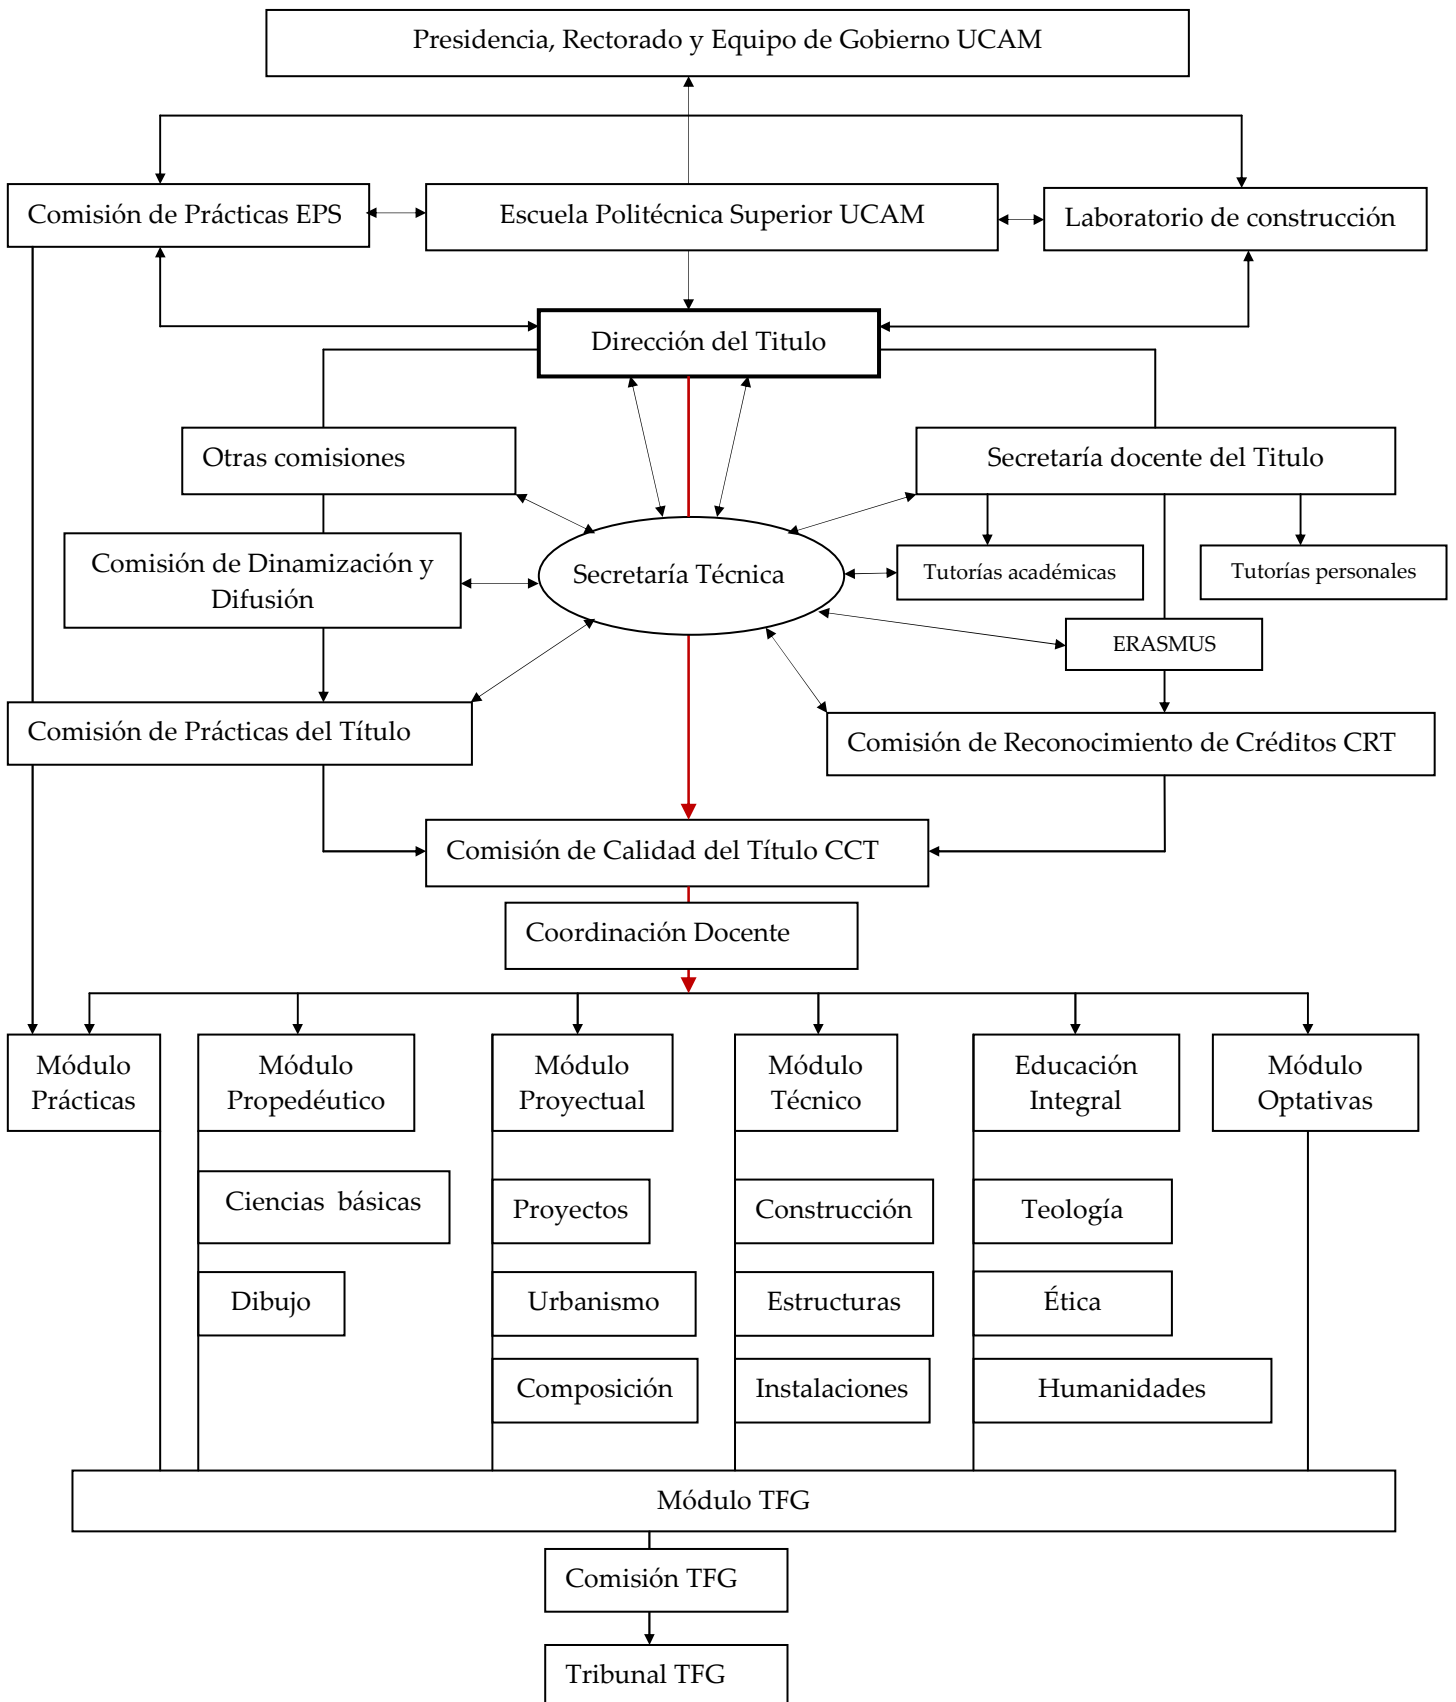 Presidencia, Rectorado y Equipo de Gobierno UCAM
Comisión de Prácticas EPS
Escuela Politécnica Superior UCAM
Laboratorio de construcción
Dirección del Titulo
Otras comisiones
Secretaría docente del Titulo
Comisión de Dinamización y
Difusión
Secretaría Técnica
Tutorías académicas
Tutorías personales
ERASMUS
Comisión de Prácticas del Título
Comisión de Reconocimiento de Créditos CRT
Comisión de Calidad del Título CCT
Coordinación Docente
Módulo
Prácticas
Módulo
Propedéutico
Módulo
Proyectual
Módulo
Técnico
Educación
Integral
Módulo
Optativas
Ciencias  básicas
Proyectos
Construcción
Teología
Dibujo
Urbanismo
Estructuras
Ética
Composición
Instalaciones
Humanidades
Módulo TFG
Comisión TFG
Tribunal TFG